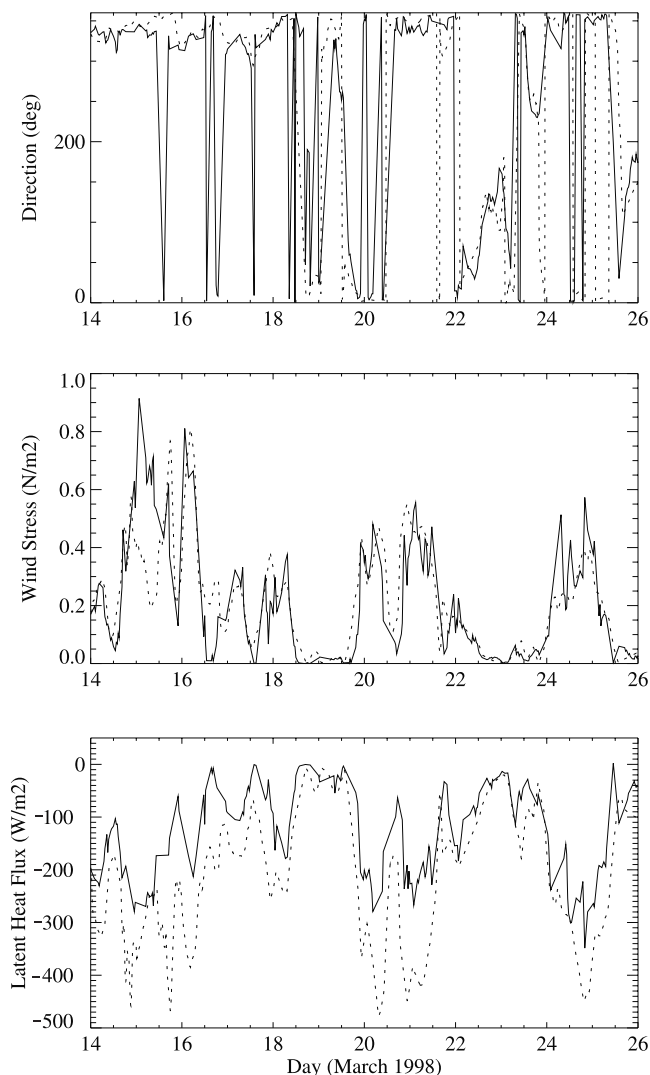 Direction (deg)
200
0
14 16 18 20 22 24 26
Wind Stress (N/m2)
1.0
0.8
0.6
0.4
0.2
0.0
14 16 18 20 22 24 26
Latent Heat Flux (W/m2)
0
-100
-200
-300
-400
-500
14 16 18 20 22 24 26
Day (March 1998)